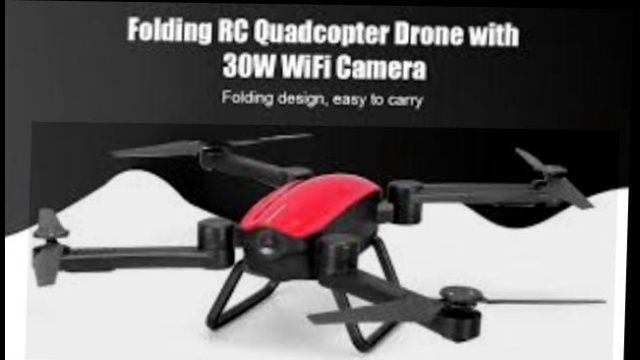 Folding RC Quadcopter Drone with
30W WiFi Camera
Folding design, easy to carry